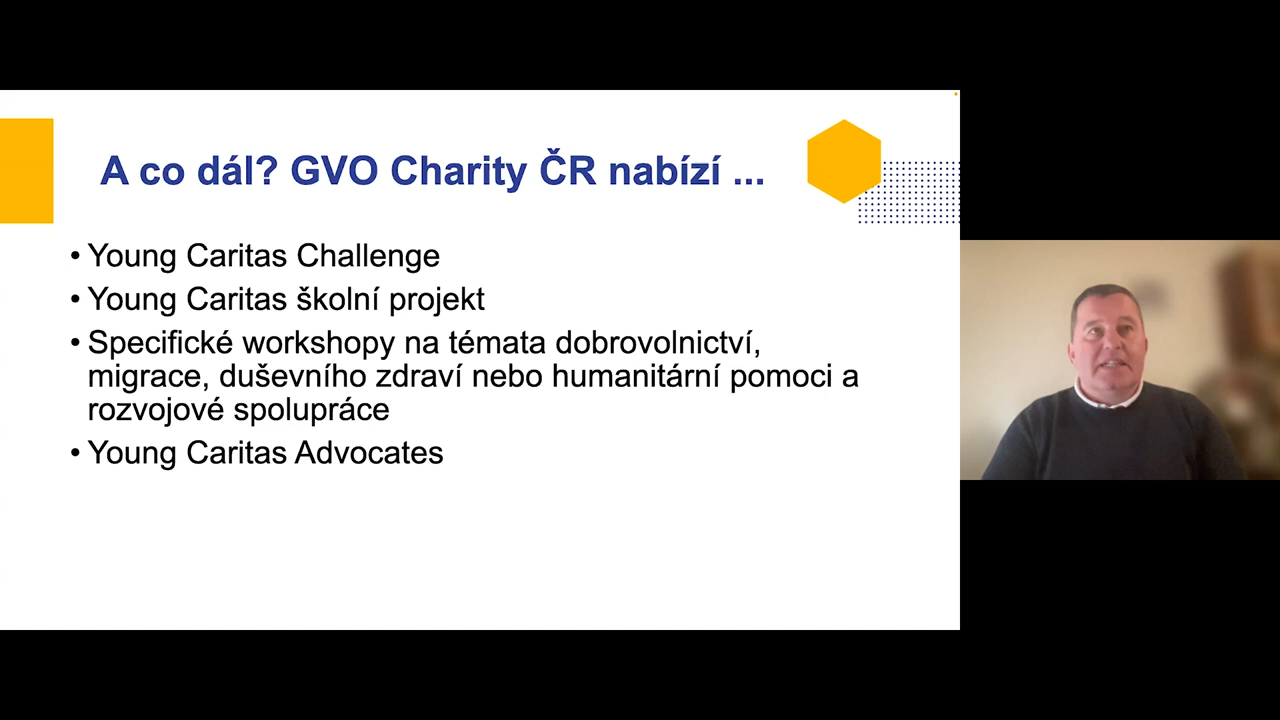 A co dál? GVO Charity ČR nabízí ...
• Young Caritas Challenge
• Young Caritas školní projekt
• Specifické workshopy na témata dobrovolnictví,
migrace, duševního zdraví nebo humanitární pomoci a
rozvojové spolupráce
• Young Caritas Advocates